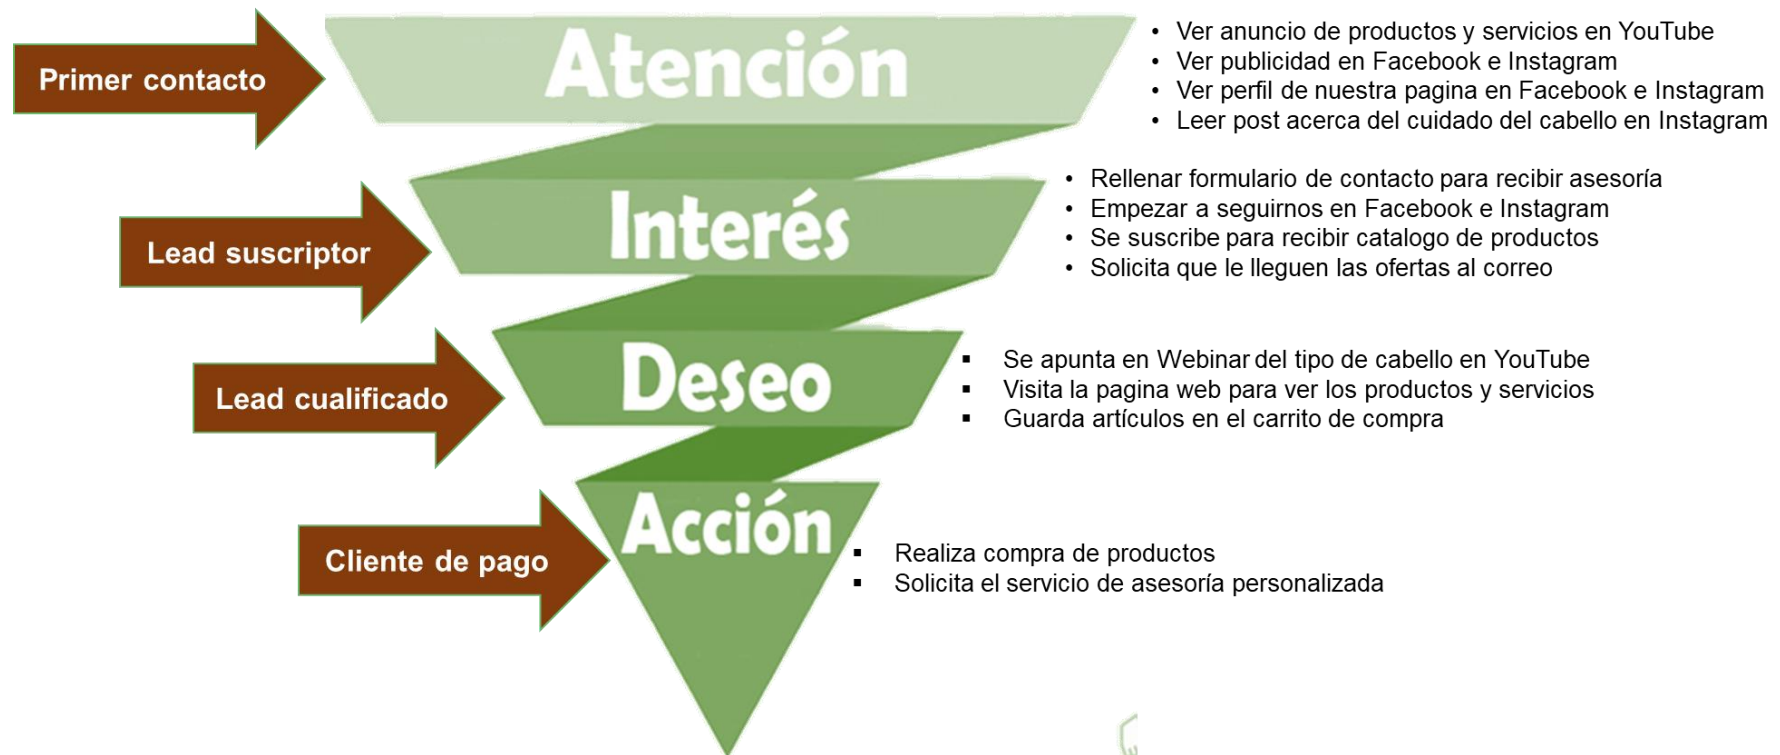 Primer contacto
Atención
• Ver anuncio de productos y servicios en YouTube
• Ver publicidad en Facebook e Instagram
• Ver perfil de nuestra pagina en Facebook e Instagram
• Leer post acerca del cuidado del cabello en Instagram
Lead suscriptor
Interés
• Rellenar formulario de contacto para recibir asesoría
• Empezar a seguirnos en Facebook e Instagram
• Se suscribe para recibir catalogo de productos
• Solicita que le lleguen las ofertas al correo
Lead cualificado
Deseo
▪ Se apunta en Webinar del tipo de cabello en YouTube
▪ Visita la pagina web para ver los productos y servicios
▪ Guarda artículos en el carrito de compra
Cliente de pago
Acción
▪ Realiza compra de productos
▪ Solicita el servicio de asesoría personalizada